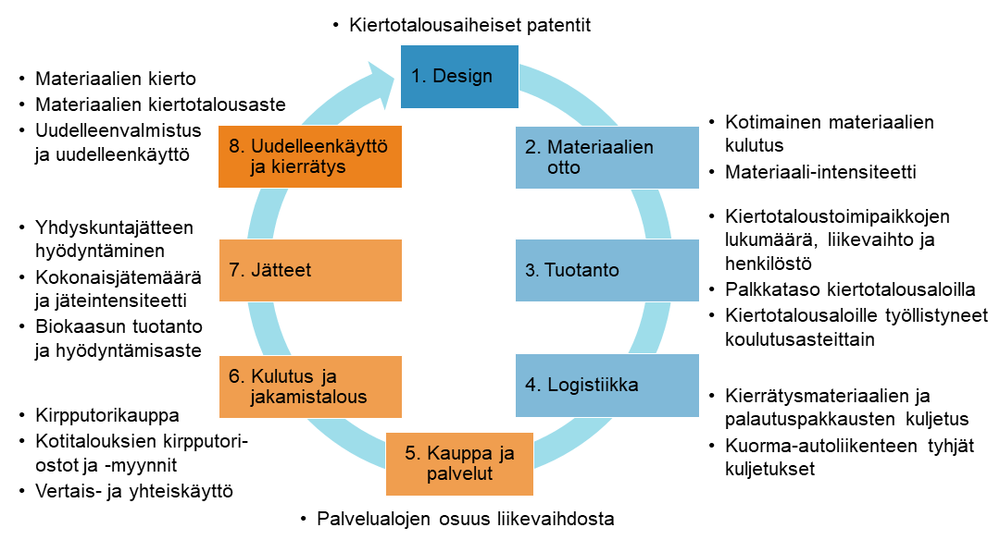 • Kiertotalousaiheiset patentit
1. Design
2. Materiaalien
otto
• Kotimainen materiaalien
kulutus
• Materiaali-intensiteetti
3. Tuotanto
• Kiertotaloustoimipaikkojen
lukumäärä, liikevaihto ja
henkilöstö
• Palkkataso kiertotalousaloilla
• Kiertotalousaloille työllistyneet
koulutusasteittain
4. Logistiikka
• Kierrätysmateriaalien ja
palautuspakkausten kuljetus
• Kuorma-autoliikenteen tyhjät
kuljetukset
5. Kauppa ja
palvelut
• Palvelualojen osuus liikevaihdosta
6. Kulutus ja
jakamistalous
• Kirpputorikauppa
• Kotitalouksien kirpputori-
ostot ja -myynnit
• Vertais- ja yhteiskäyttö
7. Jätteet
• Yhdyskuntajätteen
hyödyntäminen
• Kokonaisjätemäärä
ja jäteintensiteetti
• Biokaasun tuotanto
ja hyödyntämisaste
8. Uudelleenkäyttö
ja kierrätys
• Materiaalien kierto
• Materiaalien kiertotalousaste
• Uudelleenvalmistus
ja uudelleenkäyttö